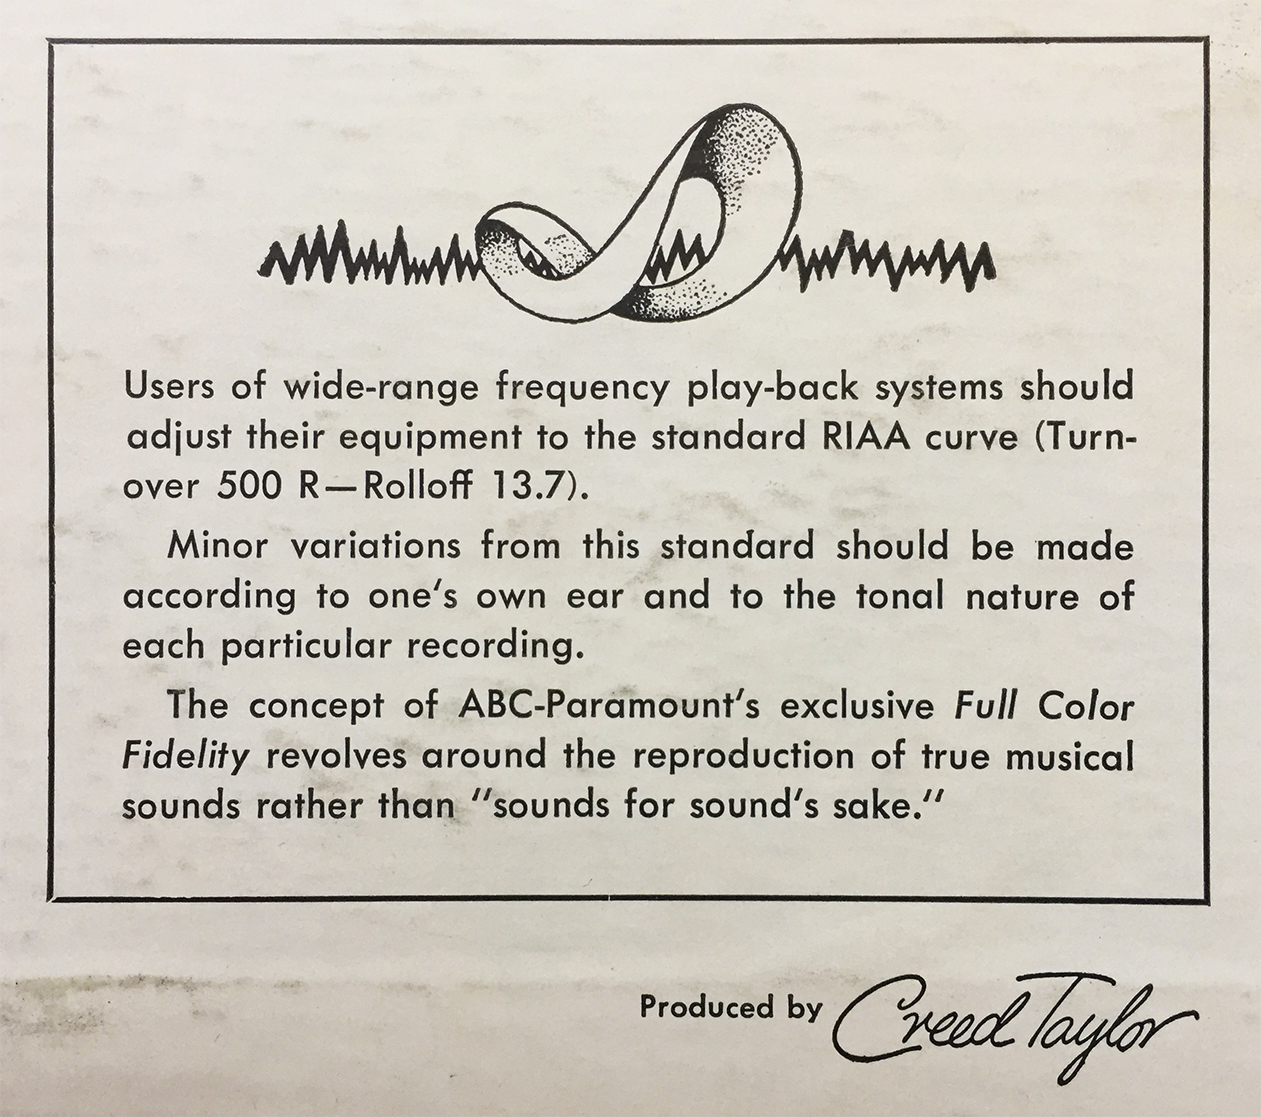 Users of wide-range frequency play-back systems should
adjust their equipment to the standard RIAA curve (Turn-
over 500 R—Rolloff 13.7).
Minor variations from this standard should be made
according to one's own ear and to the tonal nature of
each particular recording.
The concept of ABC-Paramount's exclusive Full Color
Fidelity revolves around the reproduction of true musical
sounds rather than "sounds for sound's sake."
Produced by Creed Taylor